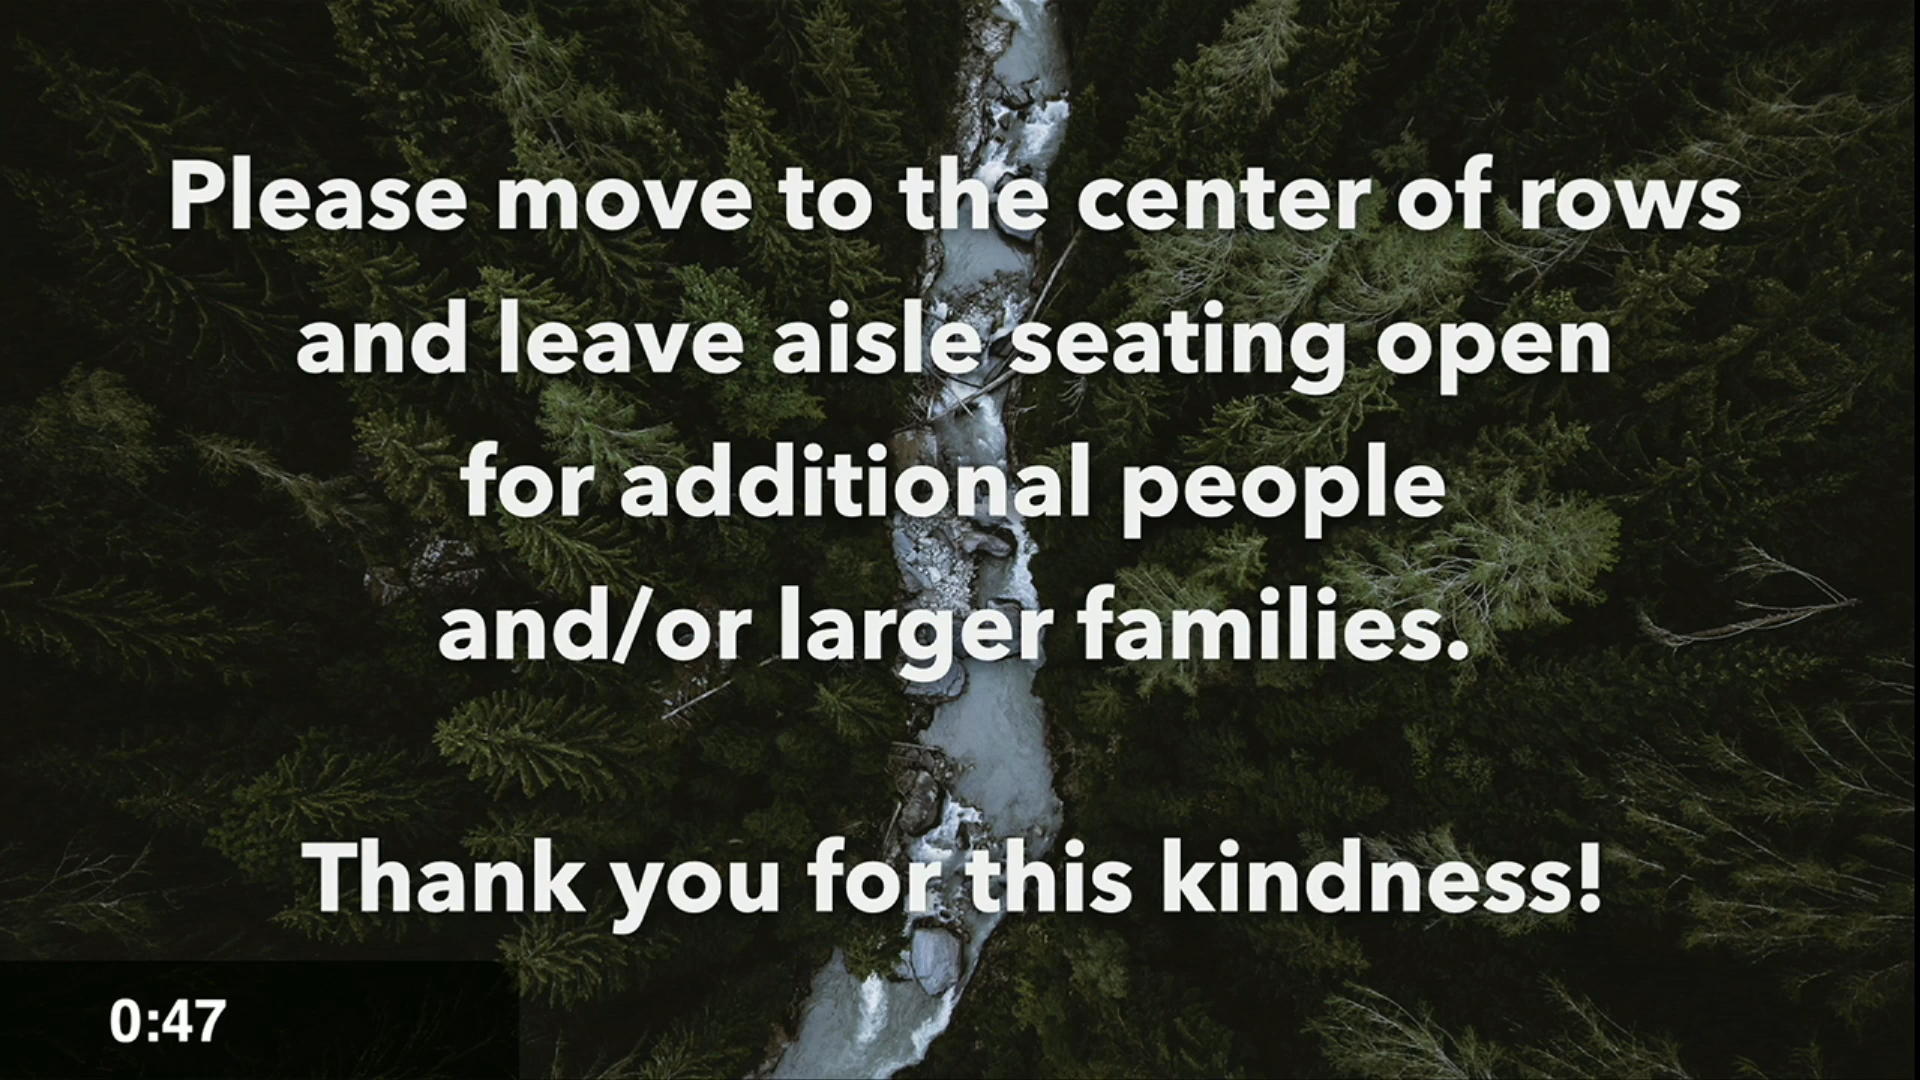 Please move to the center of rows
and leave aisle seating open
for additional people
and/or larger families.
Thank you for this kindness!
0:47